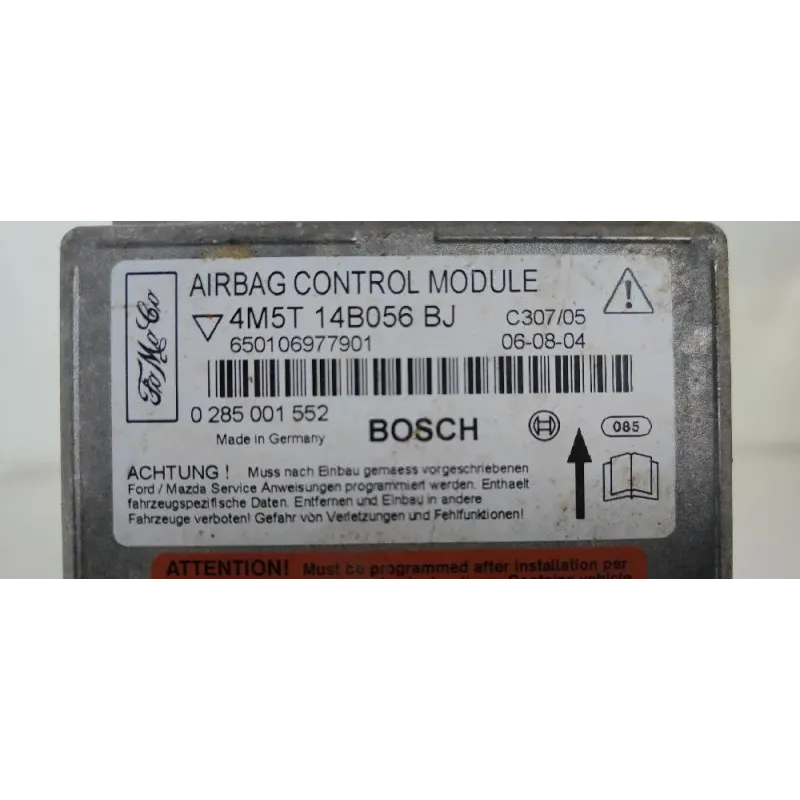 FoMoCo
AIRBAG CONTROL MODULE
4M5T 14B056 BJ C307/05
650106977901 06-08-04
0 285 001 552
Made in Germany BOSCH 085
ACHTUNG ! Muss nach Einbau gemaess vorgeschriebenen
Ford / Mazda Service Anweisungen programmiert werden. Enthaelt
fahrzeugspezifische Daten. Entfernen und Einbau in andere
Fahrzeuge verboten! Gefahr von Verletzungen und Fehlfunktionen!
ATTENTION! Must be programmed after installation per